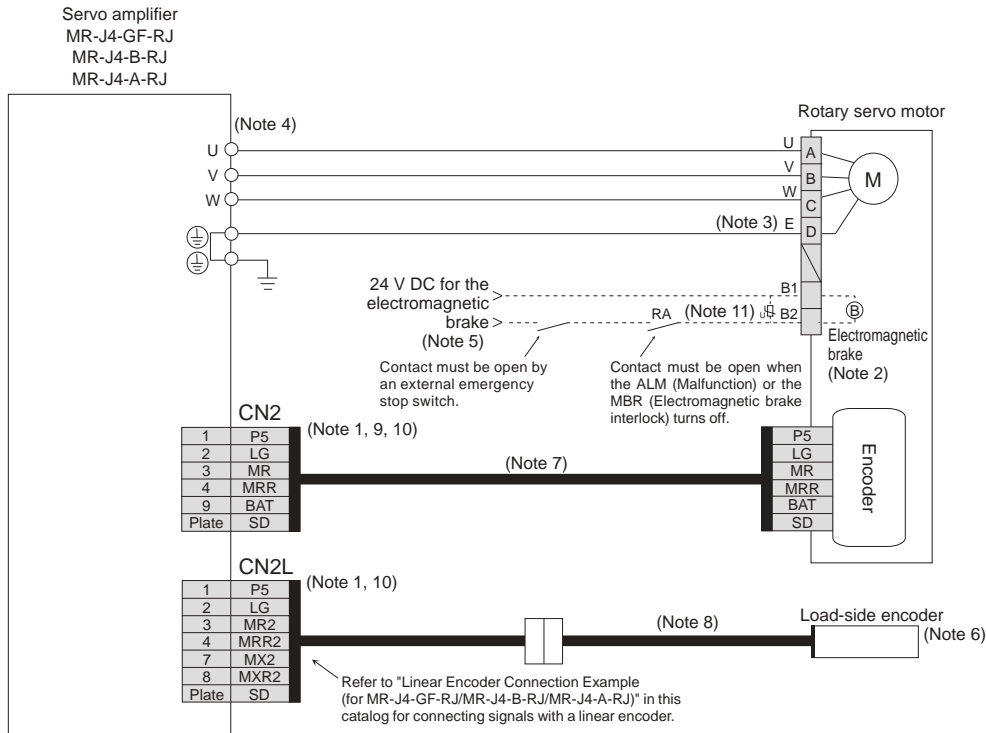 Servo amplifier
MR-J4-GF-RJ
MR-J4-B-RJ
MR-J4-A-RJ
Rotary servo motor
(Note 4)
U
U
A
V
V
B
M
W
W
C
(Note 3) E
D
24 V DC for the
electromagnetic
brake
(Note 5)
B1
RA
(Note 11)
B2
B
Electromagnetic
brake
(Note 2)
Contact must be open by
an external emergency
stop switch.
Contact must be open when
the ALM (Malfunction) or the
MBR (Electromagnetic brake
interlock) turns off.
CN2
(Note 1, 9, 10)
1 P5
2 LG
3 MR
4 MRR
9 BAT
Plate SD
(Note 7)
P5
LG
MR
MRR
BAT
SD
Encoder
CN2L
(Note 1, 10)
1 P5
2 LG
3 MR2
4 MRR2
7 MX2
8 MXR2
Plate SD
(Note 8)
Load-side encoder
(Note 6)
Refer to "Linear Encoder Connection Example
(for MR-J4-GF-RJ/MR-J4-B-RJ/MR-J4-A-RJ)" in this
catalog for connecting signals with a linear encoder.